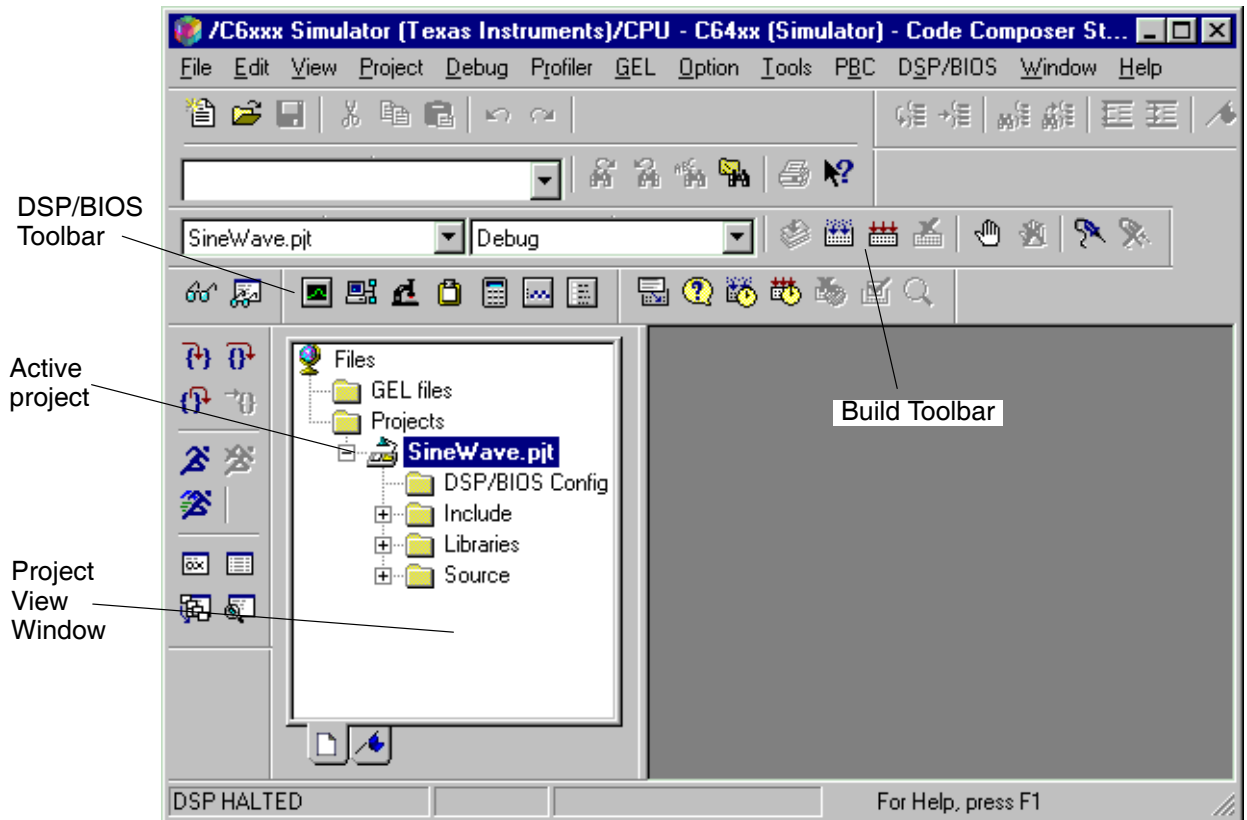 /C6xxx Simulator (Texas Instruments)/CPU - C64xx (Simulator) - Code Composer St...
File Edit View Project Debug Profiler GEL Option Tools PBC DSP/BIOS Window Help
DSP/BIOS
Toolbar
SineWave.pjt
Debug
Build Toolbar
Active
project
Files
GEL files
Projects
SineWave.pjt
DSP/BIOS Config
Include
Libraries
Source
Project
View
Window
DSP HALTED
For Help, press F1